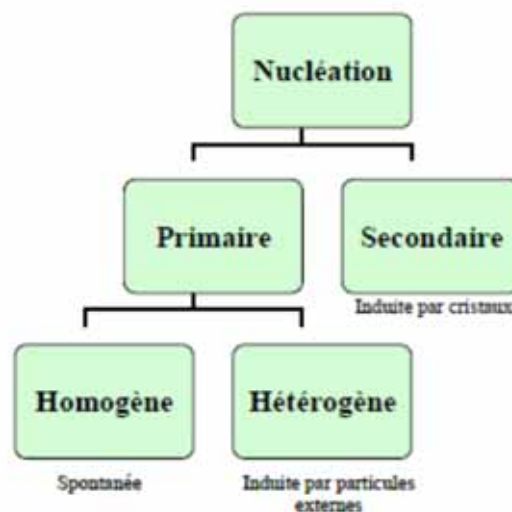 Nucléation
Primaire
Secondaire
Induite par cristaux
Homogène
Hétérogène
Spontanée
Induite par particules
externes